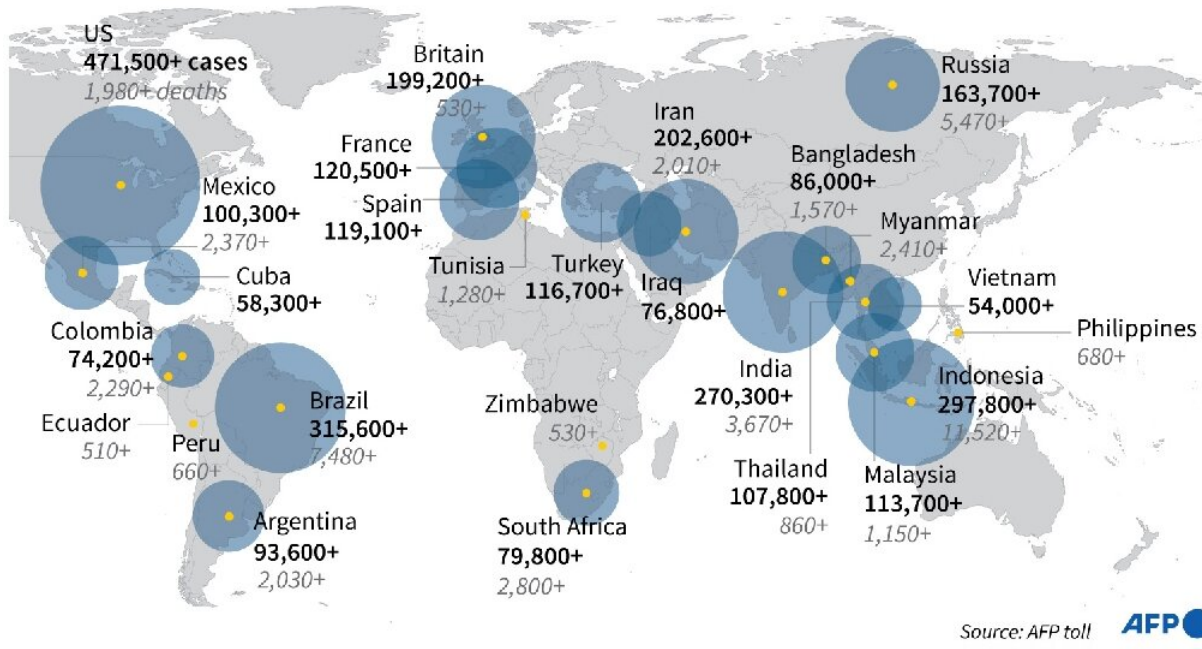 US
471,500+ cases
1,980+ deaths
Britain
199,200+
530+
Russia
163,700+
5,470+
Iran
202,600+
2,010+
France
120,500+
Bangladesh
86,000+
1,570+
Mexico
100,300+
2,370+
Spain
119,100+
Myanmar
2,410+
Cuba
58,300+
Tunisia
1,280+
Turkey
116,700+
Iraq
76,800+
Vietnam
54,000+
Philippines
680+
Colombia
74,200+
2,290+
Ecuador
510+
Peru
660+
Brazil
315,600+
7,480+
Zimbabwe
530+
India
270,300+
3,670+
Indonesia
297,800+
11,520+
Thailand
107,800+
860+
Malaysia
113,700+
1,150+
Argentina
93,600+
2,030+
South Africa
79,800+
2,800+
Source: AFP toll
AFP